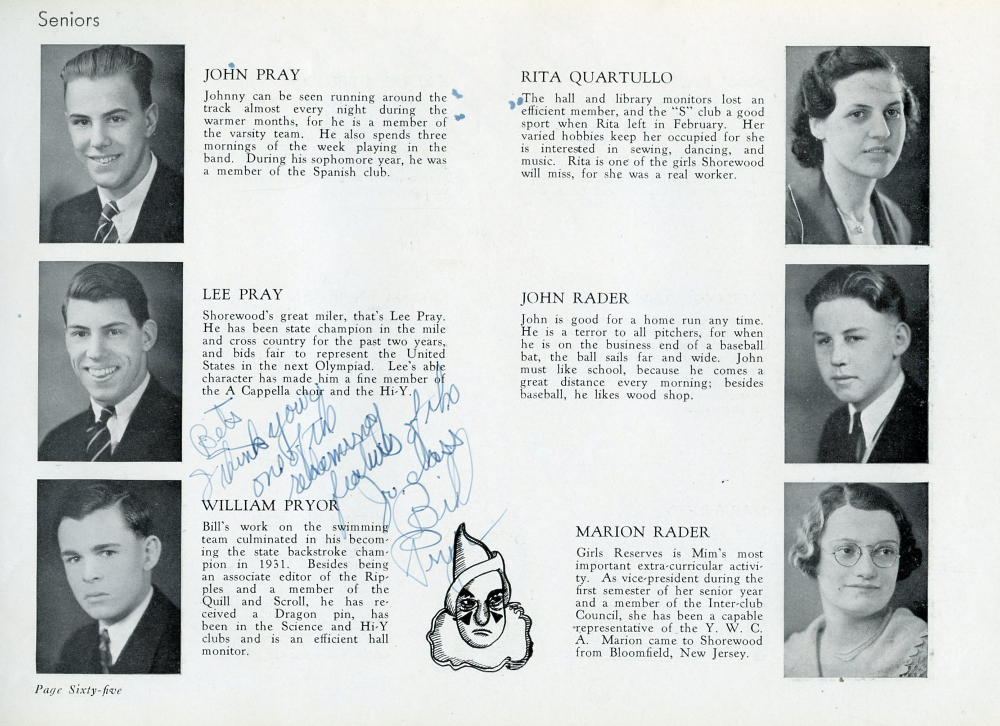 Seniors
JOHN PRAY
Johnny can be seen running around the
track almost every night during the
warmer months, for he is a member of
the varsity team. He also spends three
mornings of the week playing in the
band. During his sophomore year, he was
a member of the Spanish club.
LEE PRAY
Shorewood's great miler, that's Lee Pray.
He has been state champion in the mile
and cross country for the past two years,
and bids fair to represent the United
States in the next Olympiad. Lee's able
character has made him a fine member of
the A Cappella choir and the Hi-Y.
Bets
I think you're
one of the
redeeming
features of the
Jr. class
Bill
Pryor
WILLIAM PRYOR
Bill's work on the swimming
team culminated in his becom-
ing the state backstroke cham-
pion in 1931. Besides being
an associate editor of the Rip-
ples and a member of the
Quill and Scroll, he has re-
ceived a Dragon pin, has
been in the Science and Hi-Y
clubs and is an efficient hall
monitor.
RITA QUARTULLO
The hall and library monitors lost an
efficient member, and the "S" club a good
sport when Rita left in February. Her
varied hobbies keep her occupied for she
is interested in sewing, dancing, and
music. Rita is one of the girls Shorewood
will miss, for she was a real worker.
JOHN RADER
John is good for a home run any time.
He is a terror to all pitchers, for when
he is on the business end of a baseball
bat, the ball sails far and wide. John
must like school, because he comes a
great distance every morning; besides
baseball, he likes wood shop.
MARION RADER
Girls Reserves is Mim's most
important extra-curricular activi-
ty. As vice-president during the
first semester of her senior year
and a member of the Inter-club
Council, she has been a capable
representative of the Y. W. C.
A. Marion came to Shorewood
from Bloomfield, New Jersey.
Page Sixty-five